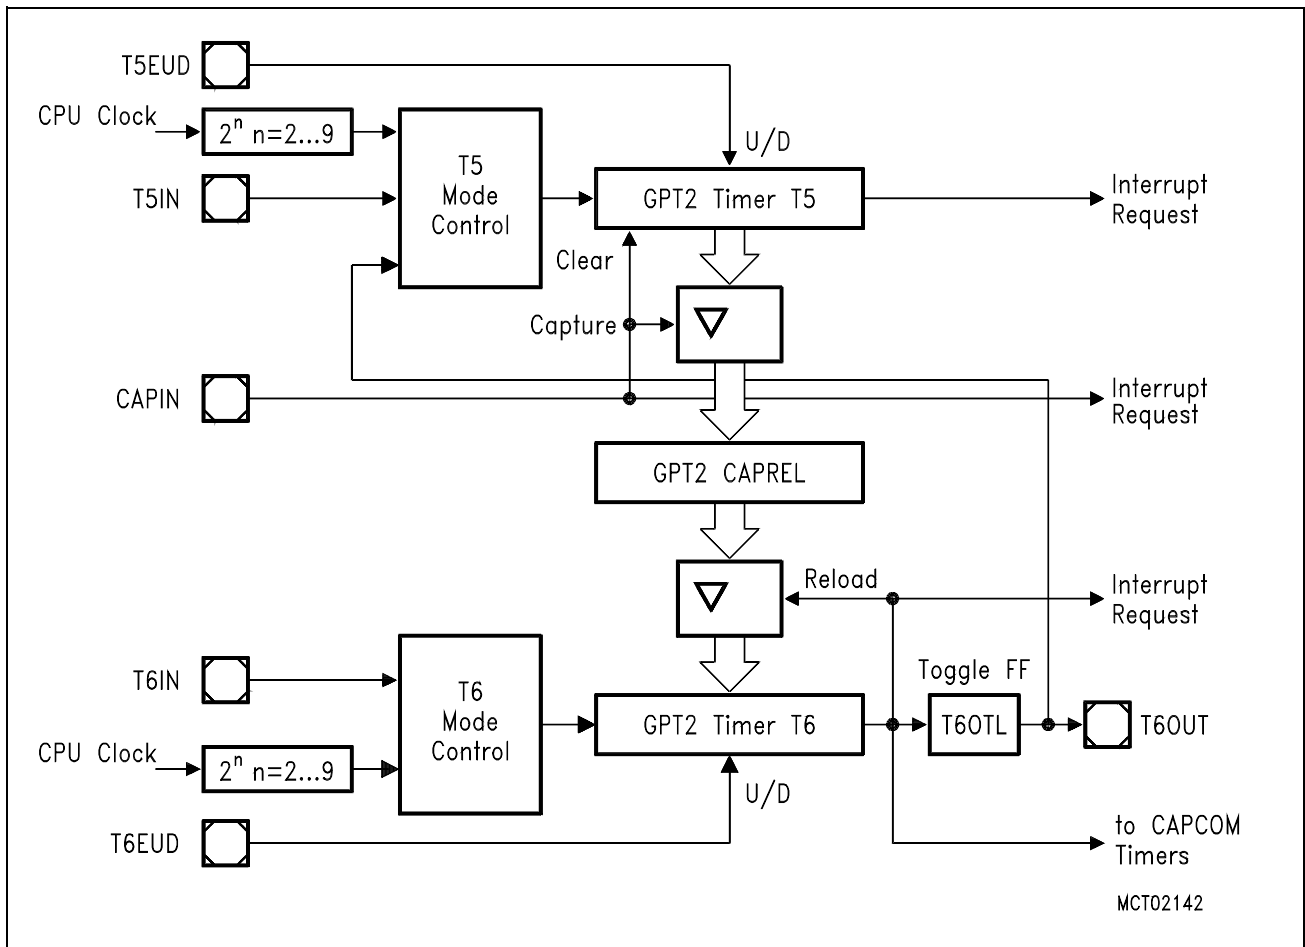 T5EUD
CPU Clock
2ⁿ n=2...9
U/D
T5
Mode
Control
T5IN
GPT2 Timer T5
Interrupt
Request
Clear
Capture
CAPIN
Interrupt
Request
GPT2 CAPREL
Reload
Interrupt
Request
T6IN
T6
Mode
Control
Toggle FF
GPT2 Timer T6
T6OTL
T6OUT
CPU Clock
2ⁿ n=2...9
U/D
T6EUD
to CAPCOM
Timers
MCT02142